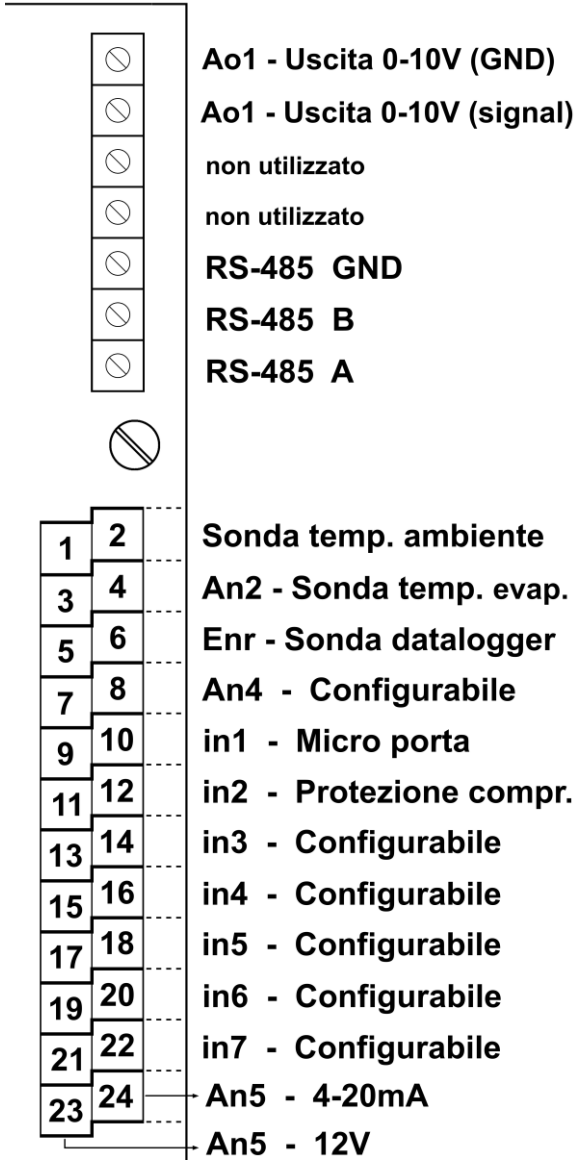 Ao1 - Uscita 0-10V (GND)
Ao1 - Uscita 0-10V (signal)
non utilizzato
non utilizzato
RS-485 GND
RS-485 B
RS-485 A
1 2 Sonda temp. ambiente
3 4 An2 - Sonda temp. evap.
5 6 Enr - Sonda datalogger
7 8 An4 - Configurabile
9 10 in1 - Micro porta
11 12 in2 - Protezione compr.
13 14 in3 - Configurabile
15 16 in4 - Configurabile
17 18 in5 - Configurabile
19 20 in6 - Configurabile
21 22 in7 - Configurabile
24 An5 - 4-20mA
23 An5 - 12V